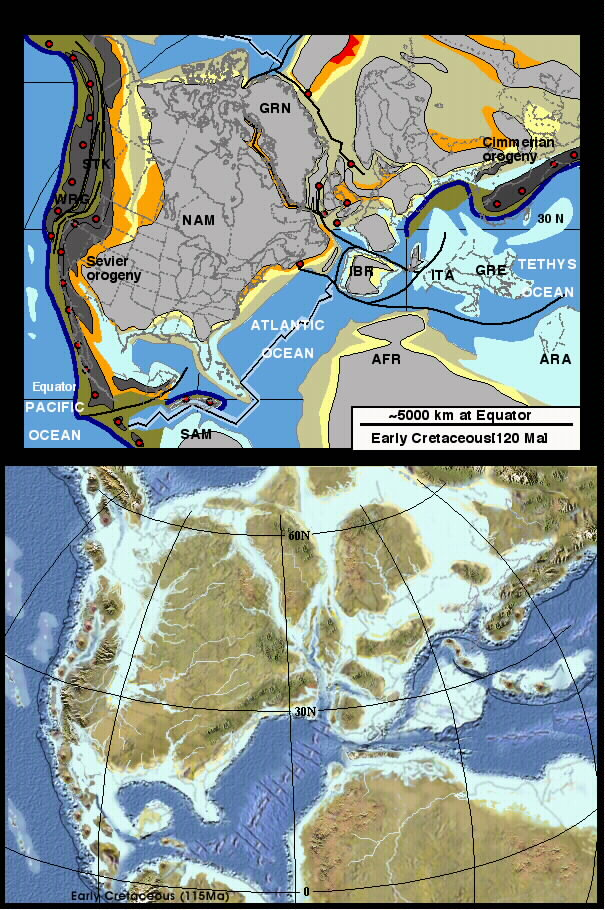 GRN
STK
Cimmerian
orogeny
WRG
NAM
30 N
Sevier
orogeny
IBR
ITA
GRE
TETHYS
OCEAN
ATLANTIC
OCEAN
AFR
ARA
Equator
PACIFIC
OCEAN
SAM
~5000 km at Equator
Early Cretaceous[120 Ma]
60N
30N
0
Early Cretaceous (115Ma)